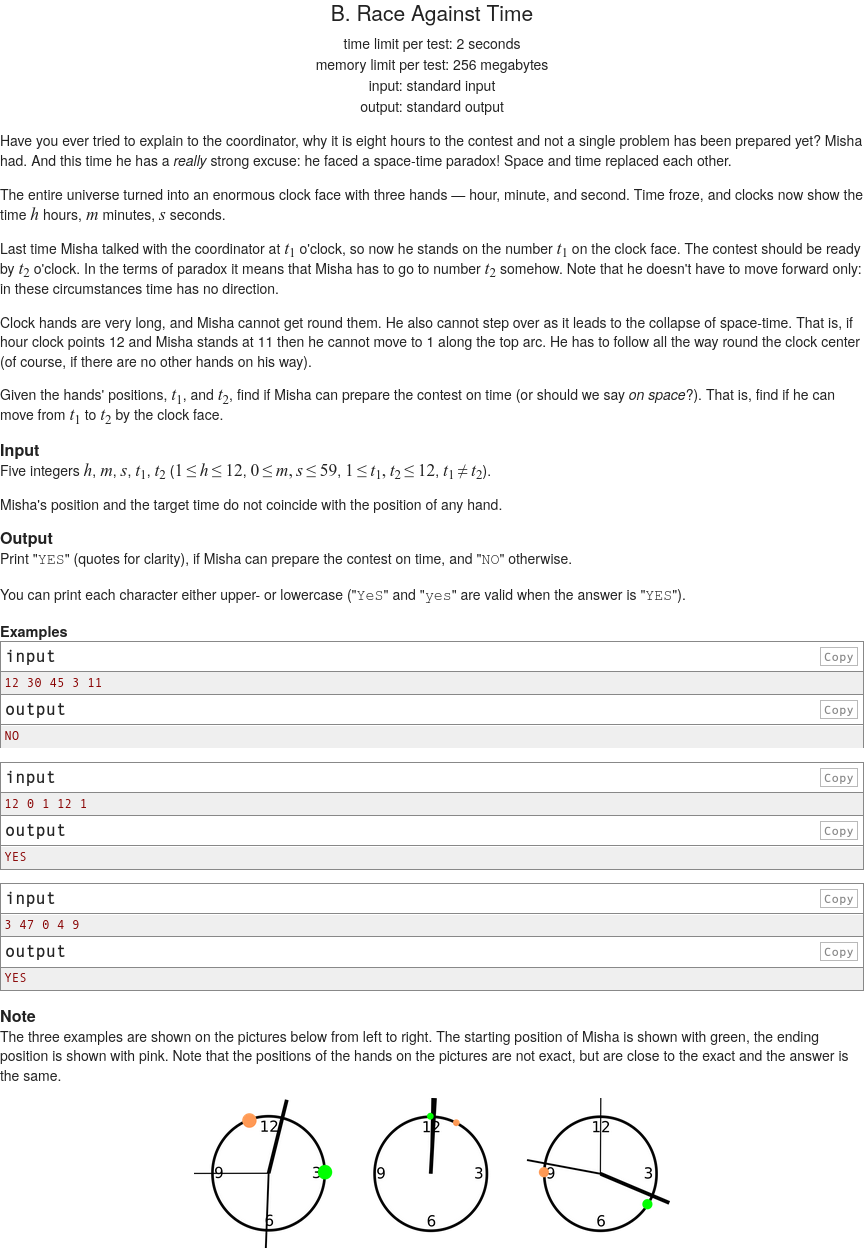 B. Race Against Time
time limit per test: 2 seconds
memory limit per test: 256 megabytes
input: standard input
output: standard output
Have you ever tried to explain to the coordinator, why it is eight hours to the contest and not a single problem has been prepared yet? Misha
had. And this time he has a really strong excuse: he faced a space-time paradox! Space and time replaced each other.
The entire universe turned into an enormous clock face with three hands — hour, minute, and second. Time froze, and clocks now show the
time h hours, m minutes, s seconds.
Last time Misha talked with the coordinator at t1 o'clock, so now he stands on the number t1 on the clock face. The contest should be ready
by t2 o'clock. In the terms of paradox it means that Misha has to go to number t2 somehow. Note that he doesn't have to move forward only:
in these circumstances time has no direction.
Clock hands are very long, and Misha cannot get round them. He also cannot step over as it leads to the collapse of space-time. That is, if
hour clock points 12 and Misha stands at 11 then he cannot move to 1 along the top arc. He has to follow all the way round the clock center
(of course, if there are no other hands on his way).
Given the hands' positions, t1, and t2, find if Misha can prepare the contest on time (or should we say on space?). That is, find if he can
move from t1 to t2 by the clock face.
Input
Five integers h, m, s, t1, t2 (1 ≤ h ≤ 12, 0 ≤ m, s ≤ 59, 1 ≤ t1, t2 ≤ 12, t1 ≠ t2).
Misha's position and the target time do not coincide with the position of any hand.
Output
Print "YES" (quotes for clarity), if Misha can prepare the contest on time, and "NO" otherwise.
You can print each character either upper- or lowercase ("YeS" and "yes" are valid when the answer is "YES").
Examples
input Copy
12 30 45 3 11
output Copy
NO
input Copy
12 0 1 12 1
output Copy
YES
input Copy
3 47 0 4 9
output Copy
YES
Note
The three examples are shown on the pictures below from left to right. The starting position of Misha is shown with green, the ending
position is shown with pink. Note that the positions of the hands on the pictures are not exact, but are close to the exact and the answer is
the same.
12 12 12
9 3 9 3 9 3
6 6 6